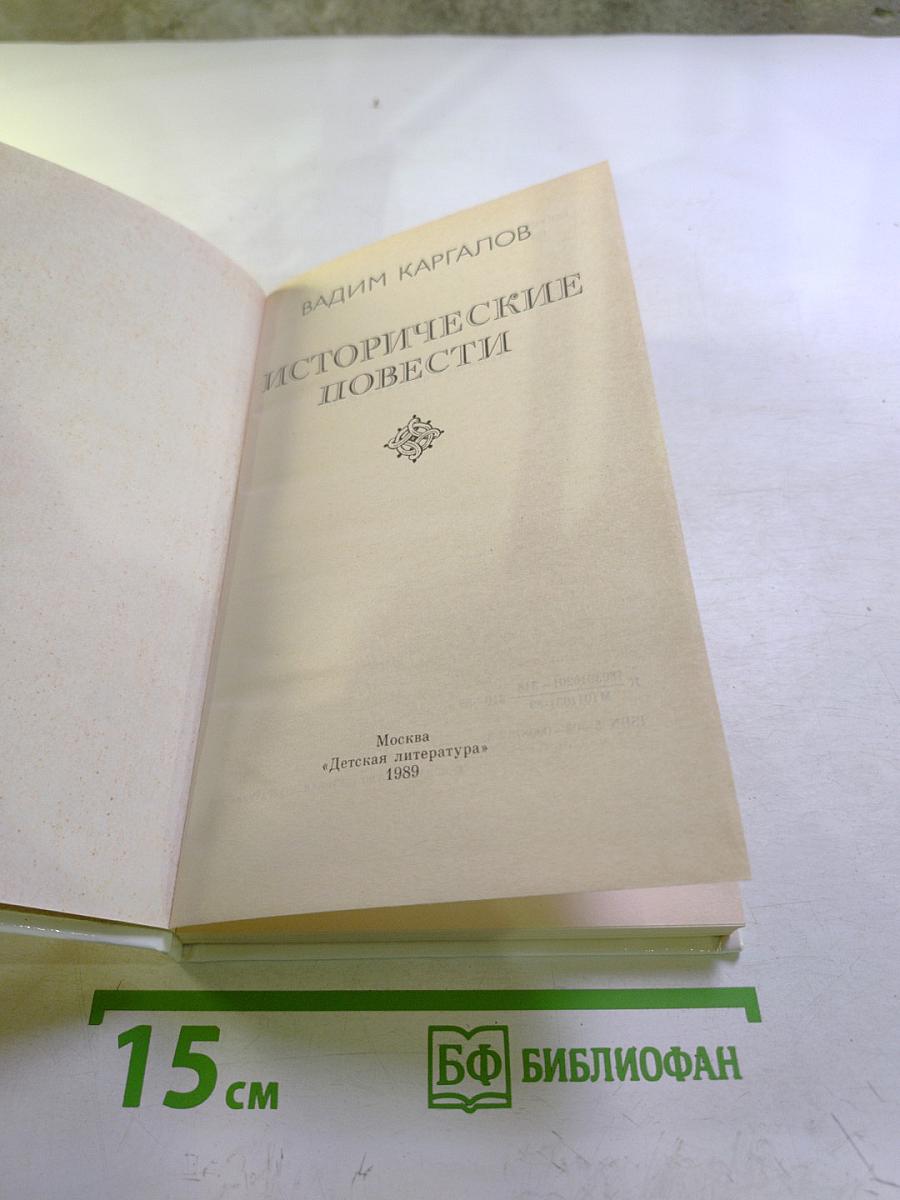 ВАДИМ КАРГАЛОВ
ИСТОРИЧЕСКИЕ
ПОВЕСТИ
Москва
«Детская литература»
1989
15 см
БФ БИБЛИОФАН